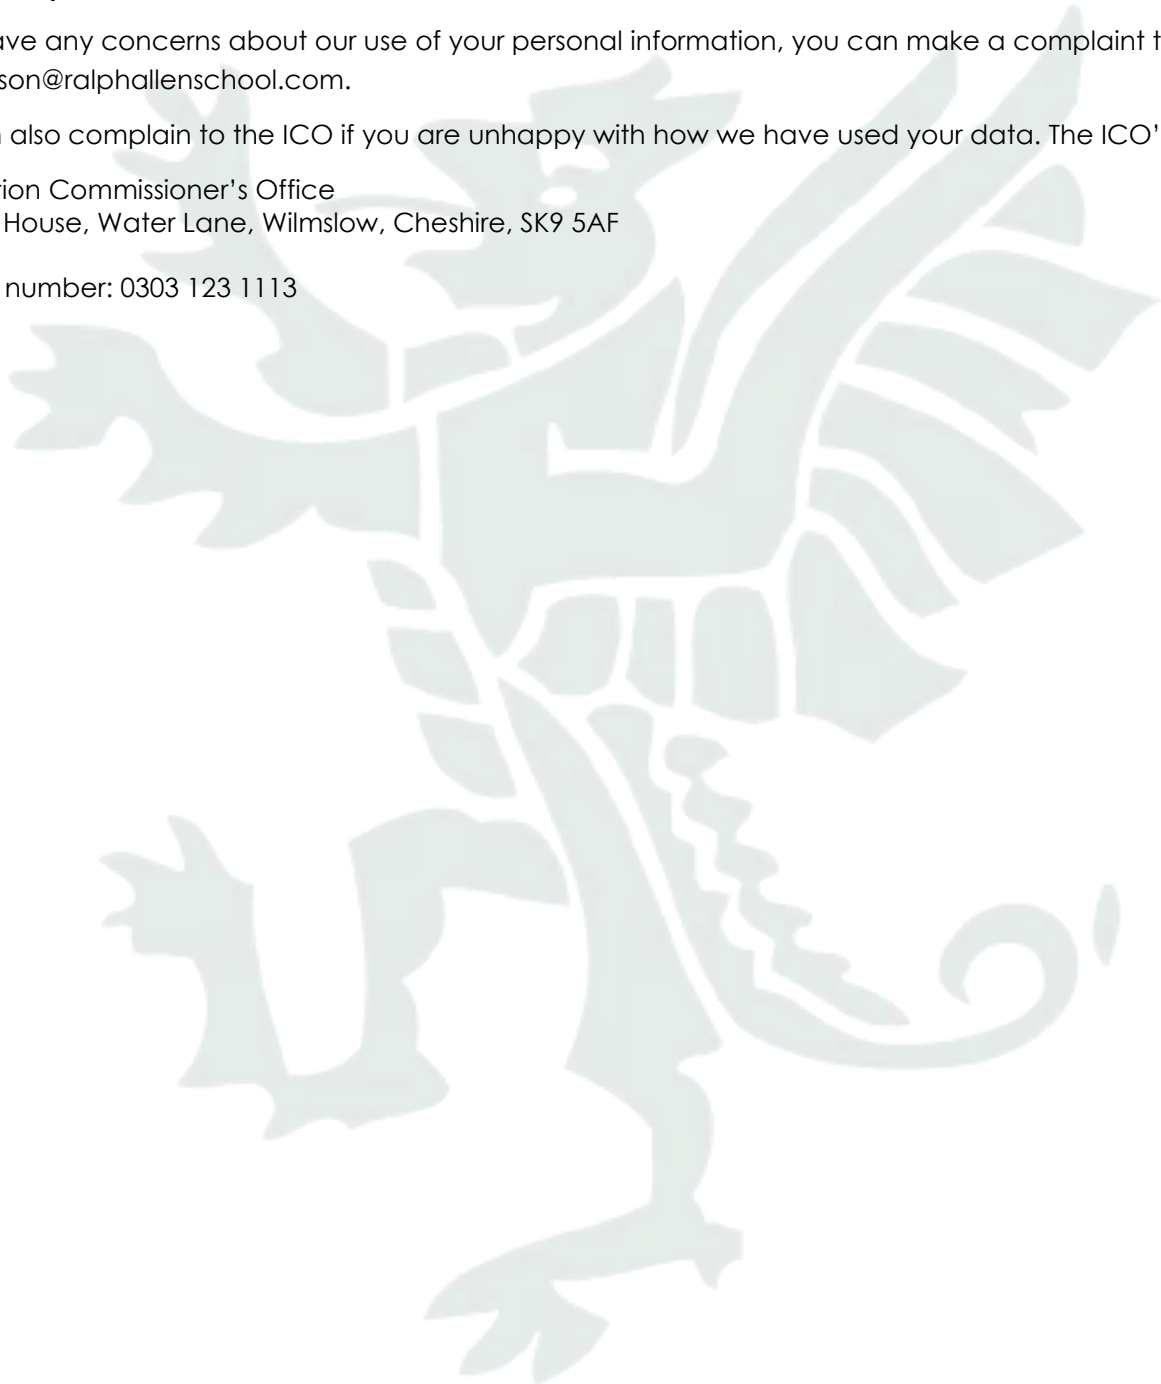 ave any concerns about our use of your personal information, you can make a complaint t
son@ralphallenschool.com.
also complain to the ICO if you are unhappy with how we have used your data. The ICO’
tion Commissioner’s Office
House, Water Lane, Wilmslow, Cheshire, SK9 5AF
number: 0303 123 1113